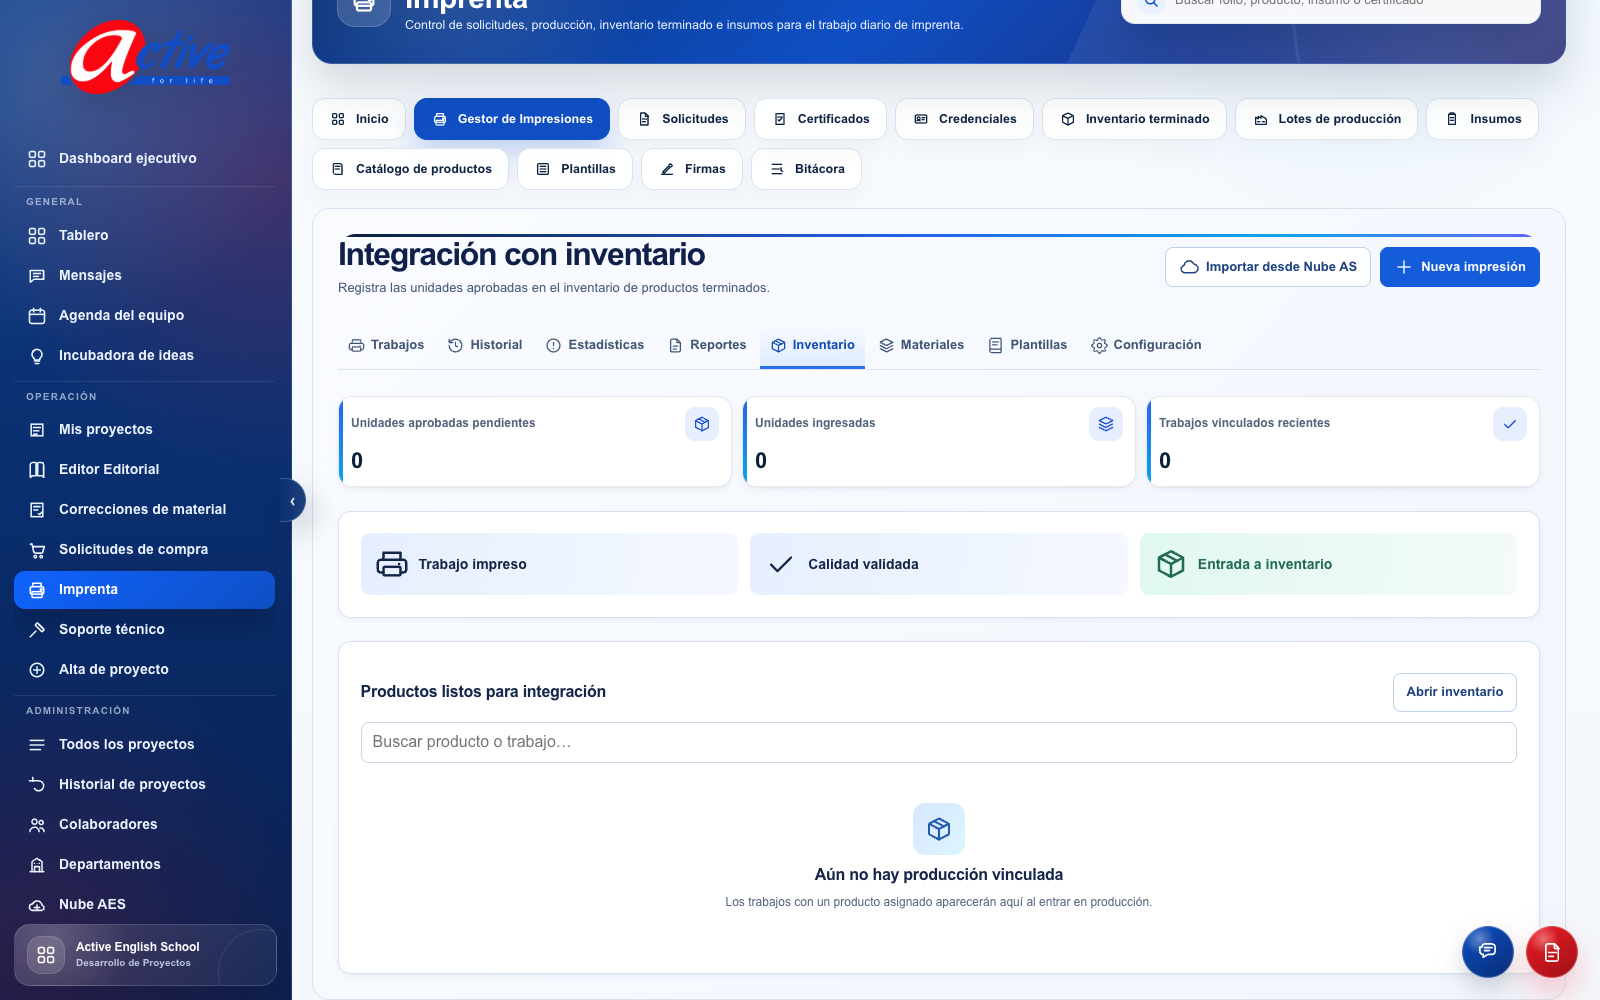 Active
for life
Dashboard ejecutivo
GENERAL
Tablero
Mensajes
Agenda del equipo
Incubadora de ideas
OPERACIÓN
Mis proyectos
Editor Editorial
Correcciones de material
Solicitudes de compra
Imprenta
Soporte técnico
Alta de proyecto
ADMINISTRACIÓN
Todos los proyectos
Historial de proyectos
Colaboradores
Departamentos
Nube AES
Active English School
Desarrollo de Proyectos
Imprenta
Control de solicitudes, producción, inventario terminado e insumos para el trabajo diario de imprenta.
Buscar folio, producto, insumo o certificado
Inicio
Gestor de Impresiones
Solicitudes
Certificados
Credenciales
Inventario terminado
Lotes de producción
Insumos
Catálogo de productos
Plantillas
Firmas
Bitácora
Integración con inventario
Registra las unidades aprobadas en el inventario de productos terminados.
Importar desde Nube AS
Nueva impresión
Trabajos
Historial
Estadísticas
Reportes
Inventario
Materiales
Plantillas
Configuración
Unidades aprobadas pendientes
0
Unidades ingresadas
0
Trabajos vinculados recientes
0
Trabajo impreso
Calidad validada
Entrada a inventario
Productos listos para integración
Abrir inventario
Buscar producto o trabajo…
Aún no hay producción vinculada
Los trabajos con un producto asignado aparecerán aquí al entrar en producción.